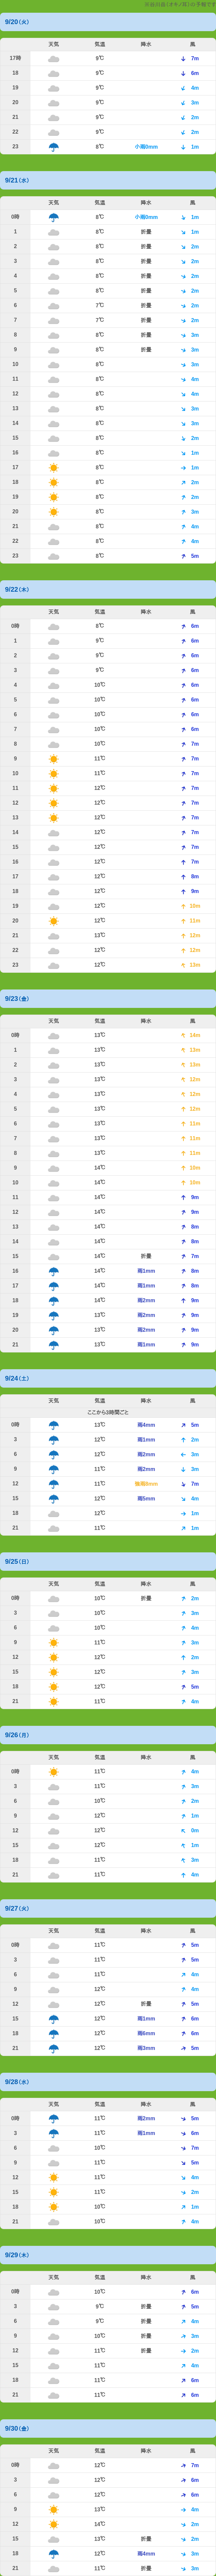 9/20（火）
天気 気温 降水 風
17時 9℃ 7m
18 9℃ 6m
19 9℃ 4m
20 9℃ 3m
21 9℃ 2m
22 9℃ 2m
23 8℃ 小雨0mm 1m
9/21（水）
天気 気温 降水 風
0時 8℃ 小雨0mm 1m
1 8℃ 折畳 1m
2 8℃ 折畳 2m
3 8℃ 折畳 2m
4 8℃ 折畳 2m
5 8℃ 折畳 2m
6 7℃ 折畳 2m
7 7℃ 折畳 2m
8 8℃ 折畳 3m
9 8℃ 折畳 3m
10 8℃ 3m
11 8℃ 4m
12 8℃ 4m
13 8℃ 3m
14 8℃ 3m
15 8℃ 2m
16 8℃ 1m
17 8℃ 1m
18 8℃ 2m
19 8℃ 2m
20 8℃ 3m
21 8℃ 4m
22 8℃ 4m
23 8℃ 5m
9/22（木）
天気 気温 降水 風
0時 8℃ 6m
1 9℃ 6m
2 9℃ 6m
3 9℃ 6m
4 10℃ 6m
5 10℃ 6m
6 10℃ 6m
7 10℃ 6m
8 10℃ 7m
9 11℃ 7m
10 11℃ 7m
11 12℃ 7m
12 12℃ 7m
13 12℃ 7m
14 12℃ 7m
15 12℃ 7m
16 12℃ 7m
17 12℃ 8m
18 12℃ 9m
19 12℃ 10m
20 12℃ 11m
21 12℃ 12m
22 12℃ 12m
23 12℃ 13m
9/23（金）
天気 気温 降水 風
0時 13℃ 14m
1 13℃ 13m
2 13℃ 13m
3 13℃ 12m
4 13℃ 12m
5 13℃ 12m
6 13℃ 11m
7 13℃ 11m
8 13℃ 11m
9 14℃ 10m
10 14℃ 10m
11 14℃ 9m
12 14℃ 9m
13 14℃ 8m
14 14℃ 8m
15 14℃ 折畳 7m
16 14℃ 雨1mm 8m
17 14℃ 雨1mm 8m
18 14℃ 雨2mm 9m
19 13℃ 雨2mm 9m
20 13℃ 雨2mm 9m
21 13℃ 雨1mm 9m
9/24（土）
天気 気温 降水 風
ここから3時間ごと
0時 13℃ 雨4mm 5m
3 12℃ 雨1mm 2m
6 12℃ 雨2mm 3m
9 11℃ 雨2mm 3m
12 11℃ 7m
15 12℃ 雨5mm 4m
18 12℃ 1m
21 11℃ 1m
9/25（日）
天気 気温 降水 風
0時 10℃ 折畳 2m
3 10℃ 3m
6 10℃ 4m
9 11℃ 3m
12 12℃ 2m
15 12℃ 3m
18 12℃ 5m
21 11℃ 4m
9/26（月）
天気 気温 降水 風
0時 11℃ 4m
3 11℃ 3m
6 10℃ 2m
9 12℃ 1m
12 12℃ 0m
15 12℃ 1m
18 11℃ 3m
21 11℃ 4m
9/27（火）
天気 気温 降水 風
0時 11℃ 5m
3 11℃ 5m
6 11℃ 4m
9 12℃ 4m
12 12℃ 折畳 5m
15 12℃ 雨1mm 6m
18 12℃ 雨6mm 6m
21 12℃ 雨3mm 5m
9/28（水）
天気 気温 降水 風
0時 11℃ 雨2mm 5m
3 11℃ 雨1mm 6m
6 10℃ 7m
9 11℃ 5m
12 11℃ 4m
15 11℃ 2m
18 10℃ 1m
21 10℃ 4m
9/29（木）
天気 気温 降水 風
0時 10℃ 6m
3 9℃ 折畳 5m
6 9℃ 折畳 4m
9 10℃ 折畳 3m
12 11℃ 折畳 2m
15 11℃ 4m
18 11℃ 6m
21 11℃ 6m
9/30（金）
天気 気温 降水 風
0時 12℃ 7m
3 12℃ 6m
6 12℃ 6m
9 13℃ 4m
12 14℃ 2m
15 13℃ 折畳 2m
18 12℃ 雨4mm 3m
21 11℃ 折畳 3m